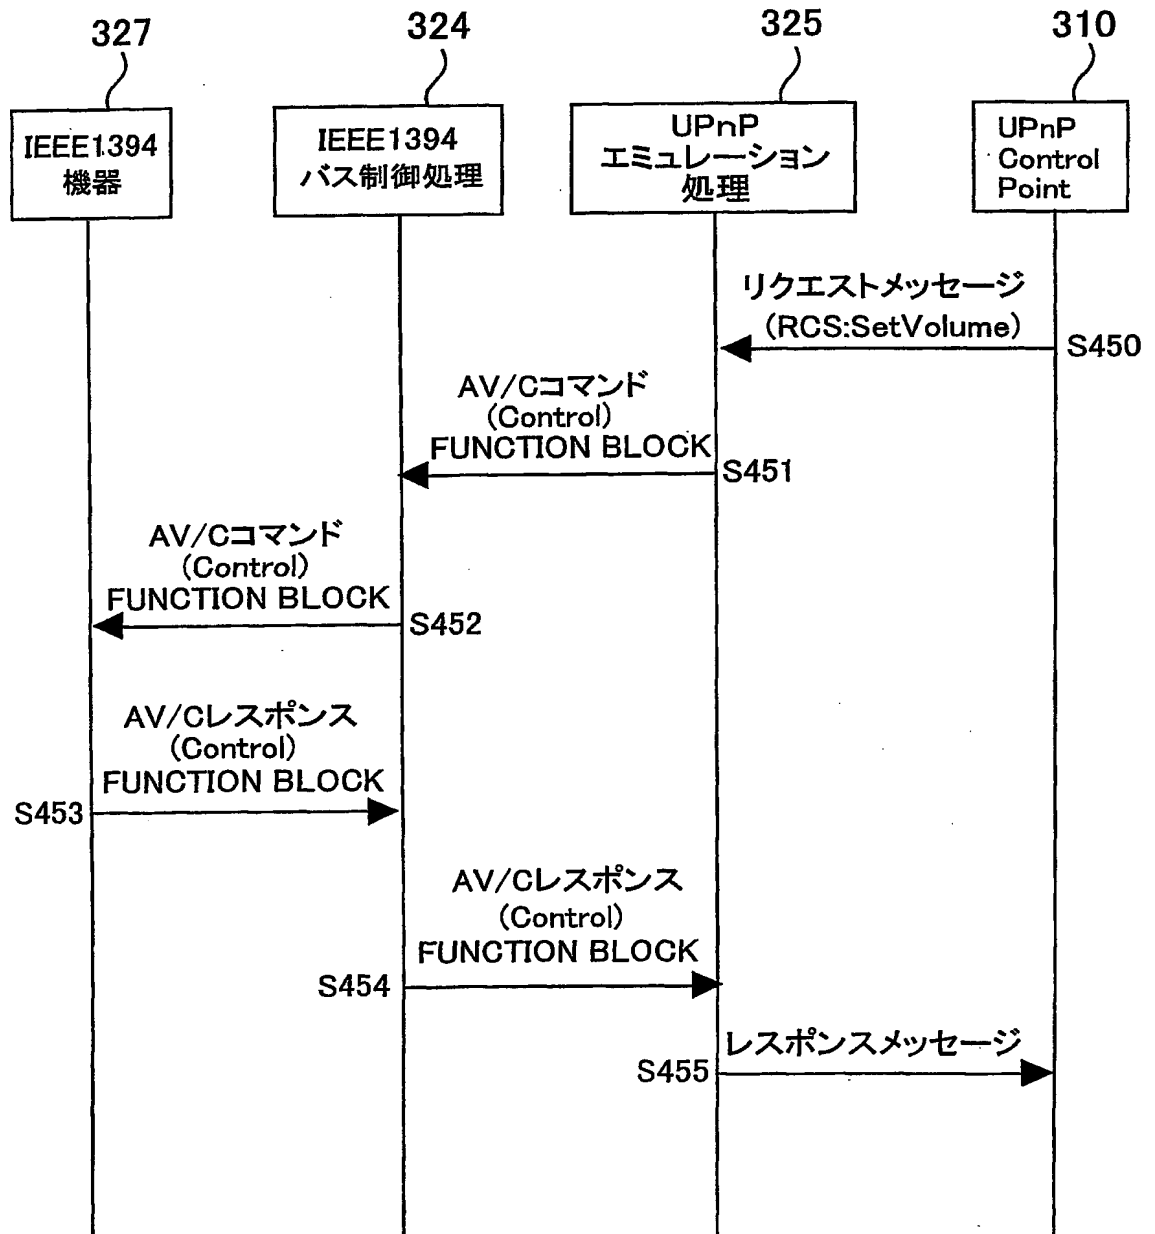 327
324
325
310
IEEE1394
機器
IEEE1394
バス制御処理
UPnP
エミュレーション
処理
UPnP
Control
Point
リクエストメッセージ
(RCS:SetVolume)
S450
AV/Cコマンド
(Control)
FUNCTION BLOCK
S451
AV/Cコマンド
(Control)
FUNCTION BLOCK
S452
AV/Cレスポンス
(Control)
FUNCTION BLOCK
S453
AV/Cレスポンス
(Control)
FUNCTION BLOCK
S454
レスポンスメッセージ
S455